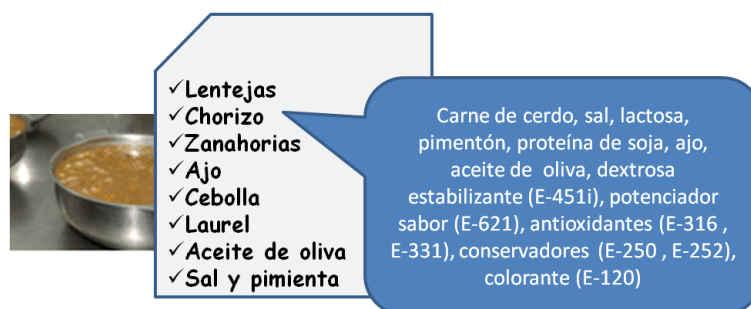 ✓Lentejas
✓Chorizo
✓Zanahorias
✓Ajo
✓Cebolla
✓Laurel
✓Aceite de oliva
✓Sal y pimienta
Carne de cerdo, sal, lactosa,
pimentón, proteína de soja, ajo,
aceite de oliva, dextrosa
estabilizante (E-451i), potenciador
sabor (E-621), antioxidantes (E-316 ,
E-331), conservadores (E-250 , E-252),
colorante (E-120)